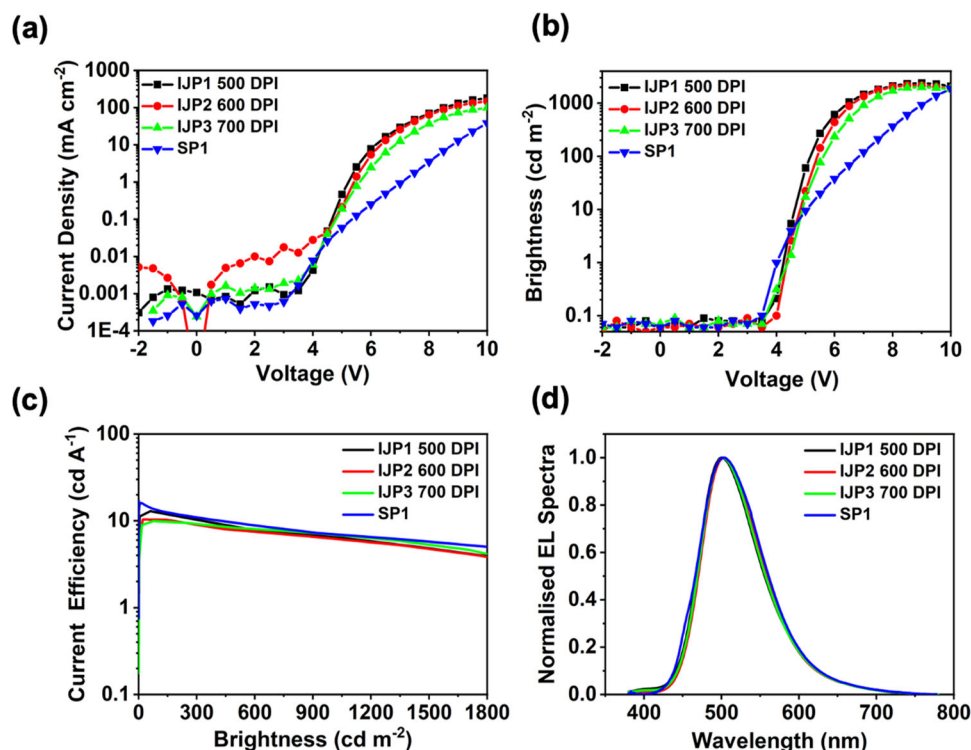 (a)
Current Density (mA cm⁻²)
1000
100
10
1
0.1
0.01
0.001
1E-4
IJP1 500 DPI
IJP2 600 DPI
IJP3 700 DPI
SP1
-2 0 2 4 6 8 10
Voltage (V)
(b)
Brightness (cd m⁻²)
1000
100
10
1
0.1
IJP1 500 DPI
IJP2 600 DPI
IJP3 700 DPI
SP1
-2 0 2 4 6 8 10
Voltage (V)
(c)
Current Efficiency (cd A⁻¹)
100
10
1
0.1
IJP1 500 DPI
IJP2 600 DPI
IJP3 700 DPI
SP1
0 300 600 900 1200 1500 1800
Brightness (cd m⁻²)
(d)
Normalised EL Spectra
1.0
0.8
0.6
0.4
0.2
0.0
IJP1 500 DPI
IJP2 600 DPI
IJP3 700 DPI
SP1
400 500 600 700 800
Wavelength (nm)